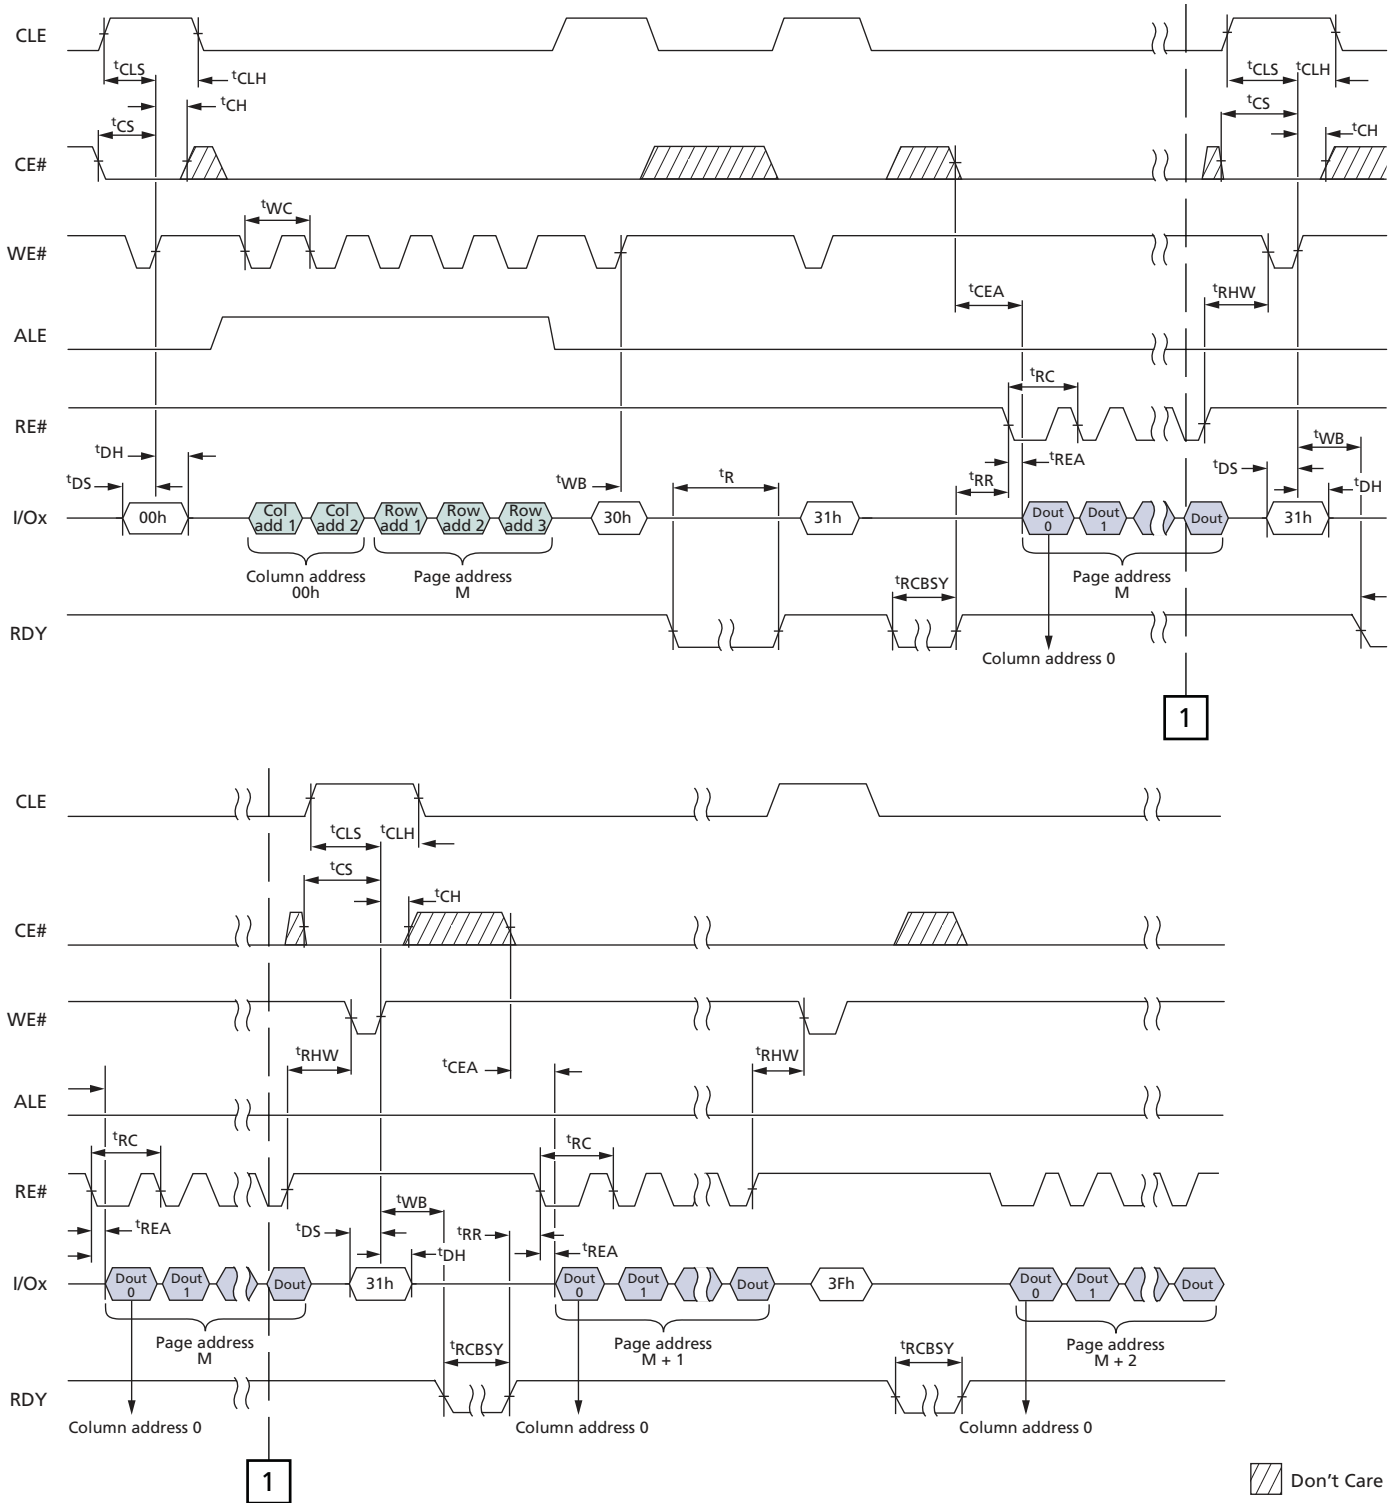 CLE
tCLS
tCLH
tCLS
tCLH
tCH
tCS
tCS
tCH
CE#
tWC
WE#
tCEA
tRHW
ALE
tRC
RE#
tDH
tWB
tREA
tDS
tWB
tR
tRR
tDS
tDH
I/Ox
00h
Col add 1
Col add 2
Row add 1
Row add 2
Row add 3
30h
31h
Dout 0
Dout 1
Dout
31h
Column address 00h
Page address M
tRCBSY
Page address M
RDY
Column address 0
1
CLE
tCLS
tCLH
tCS
tCH
CE#
WE#
tRHW
tCEA
tRHW
ALE
tRC
tRC
RE#
tREA
tWB
tDS
tRR
tDH
tREA
I/Ox
Dout 0
Dout 1
Dout
31h
Dout 0
Dout 1
Dout
3Fh
Dout 0
Dout 1
Dout
Page address M
tRCBSY
Page address M + 1
tRCBSY
Page address M + 2
RDY
Column address 0
Column address 0
Column address 0
1
Don't Care